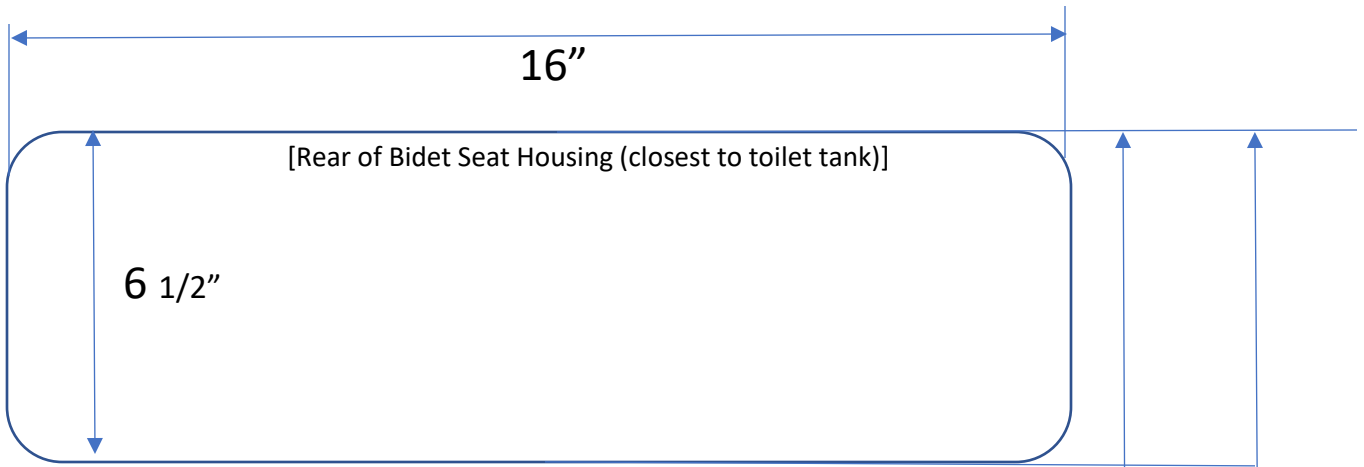 16”
[Rear of Bidet Seat Housing (closest to toilet tank)]
6 1/2”